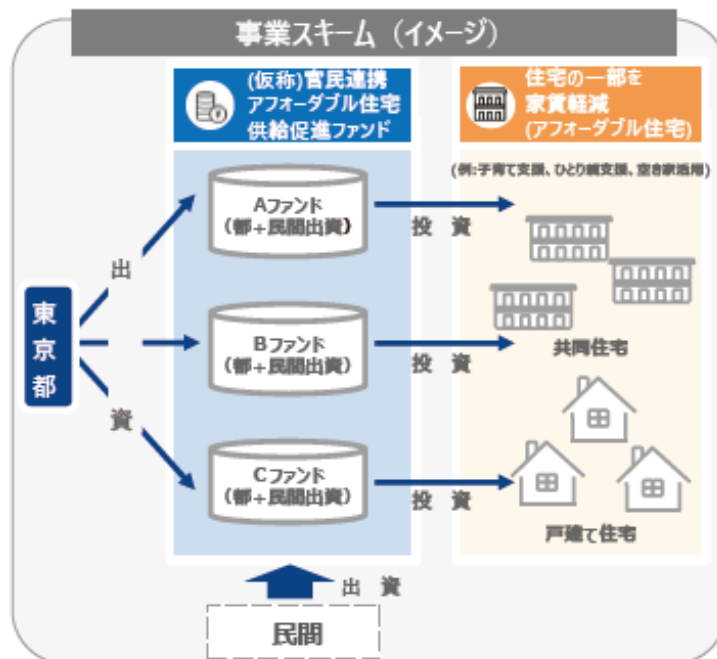 事業スキーム（イメージ）
(仮称)官民連携
アフォーダブル住宅
供給促進ファンド
住宅の一部を
家賃軽減
(アフォーダブル住宅)
(例:子育て支援、ひとり親支援、空き家活用)
Aファンド
(都+民間出資)
投資
出
東京都
Bファンド
(都+民間出資)
投資
共同住宅
資
Cファンド
(都+民間出資)
投資
戸建て住宅
出資
民間